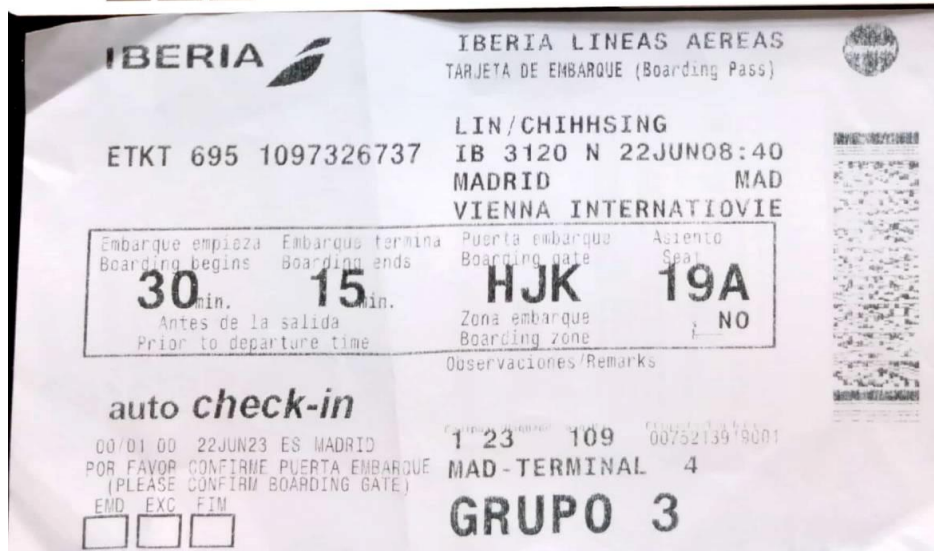 IBERIA
IBERIA LINEAS AEREAS
TARJETA DE EMBARQUE (Boarding Pass)
LIN/CHIHHSING
ETKT 695 1097326737
IB 3120 N 22JUN08:40
MADRID MAD
VIENNA INTERNATIOVIE
Embarque empieza Embarque termina Puerta embarque Asiento
Boarding begins Boarding ends Boarding gate Seat
30min. 15min. HJK 19A
Antes de la salida
Prior to departure time
Zona embarque
Boarding zone
NO
Observaciones/Remarks
auto check-in
00/01 00 22JUN23 ES MADRID
POR FAVOR CONFIRME PUERTA EMBARQUE
(PLEASE CONFIRM BOARDING GATE)
EMD EXC FIM
1 23 109
MAD-TERMINAL 4
GRUPO 3